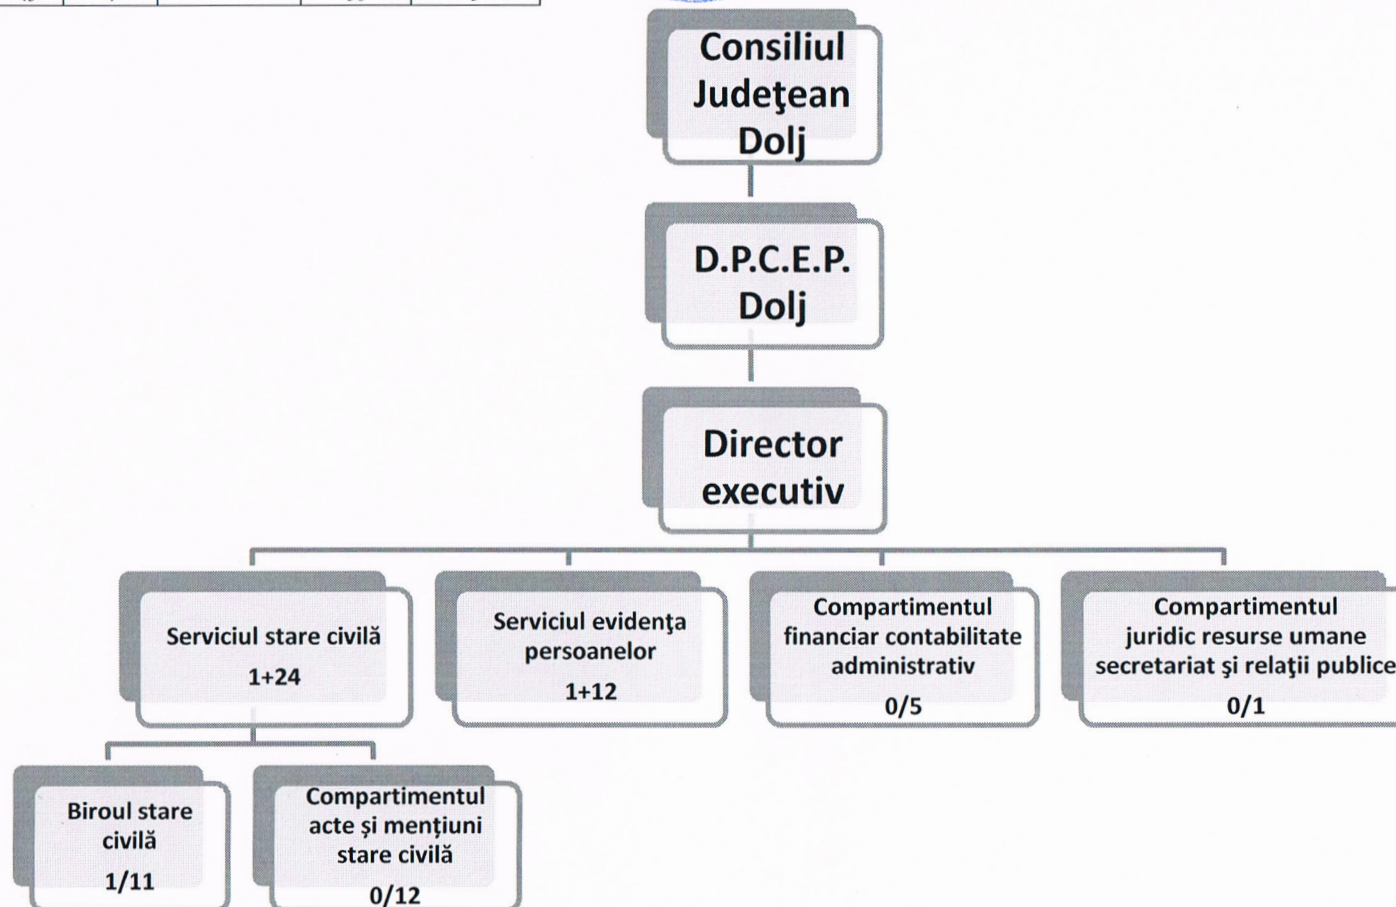 Consiliul
Judeţean
Dolj
D.P.C.E.P.
Dolj
Director
executiv
Serviciul stare civilă
1+24
Serviciul evidenţa
persoanelor
1+12
Compartimentul
financiar contabilitate
administrativ
0/5
Compartimentul
juridic resurse umane
secretariat şi relaţii publice
0/1
Biroul stare
civilă
1/11
Compartimentul
acte și mențiuni
stare civilă
0/12